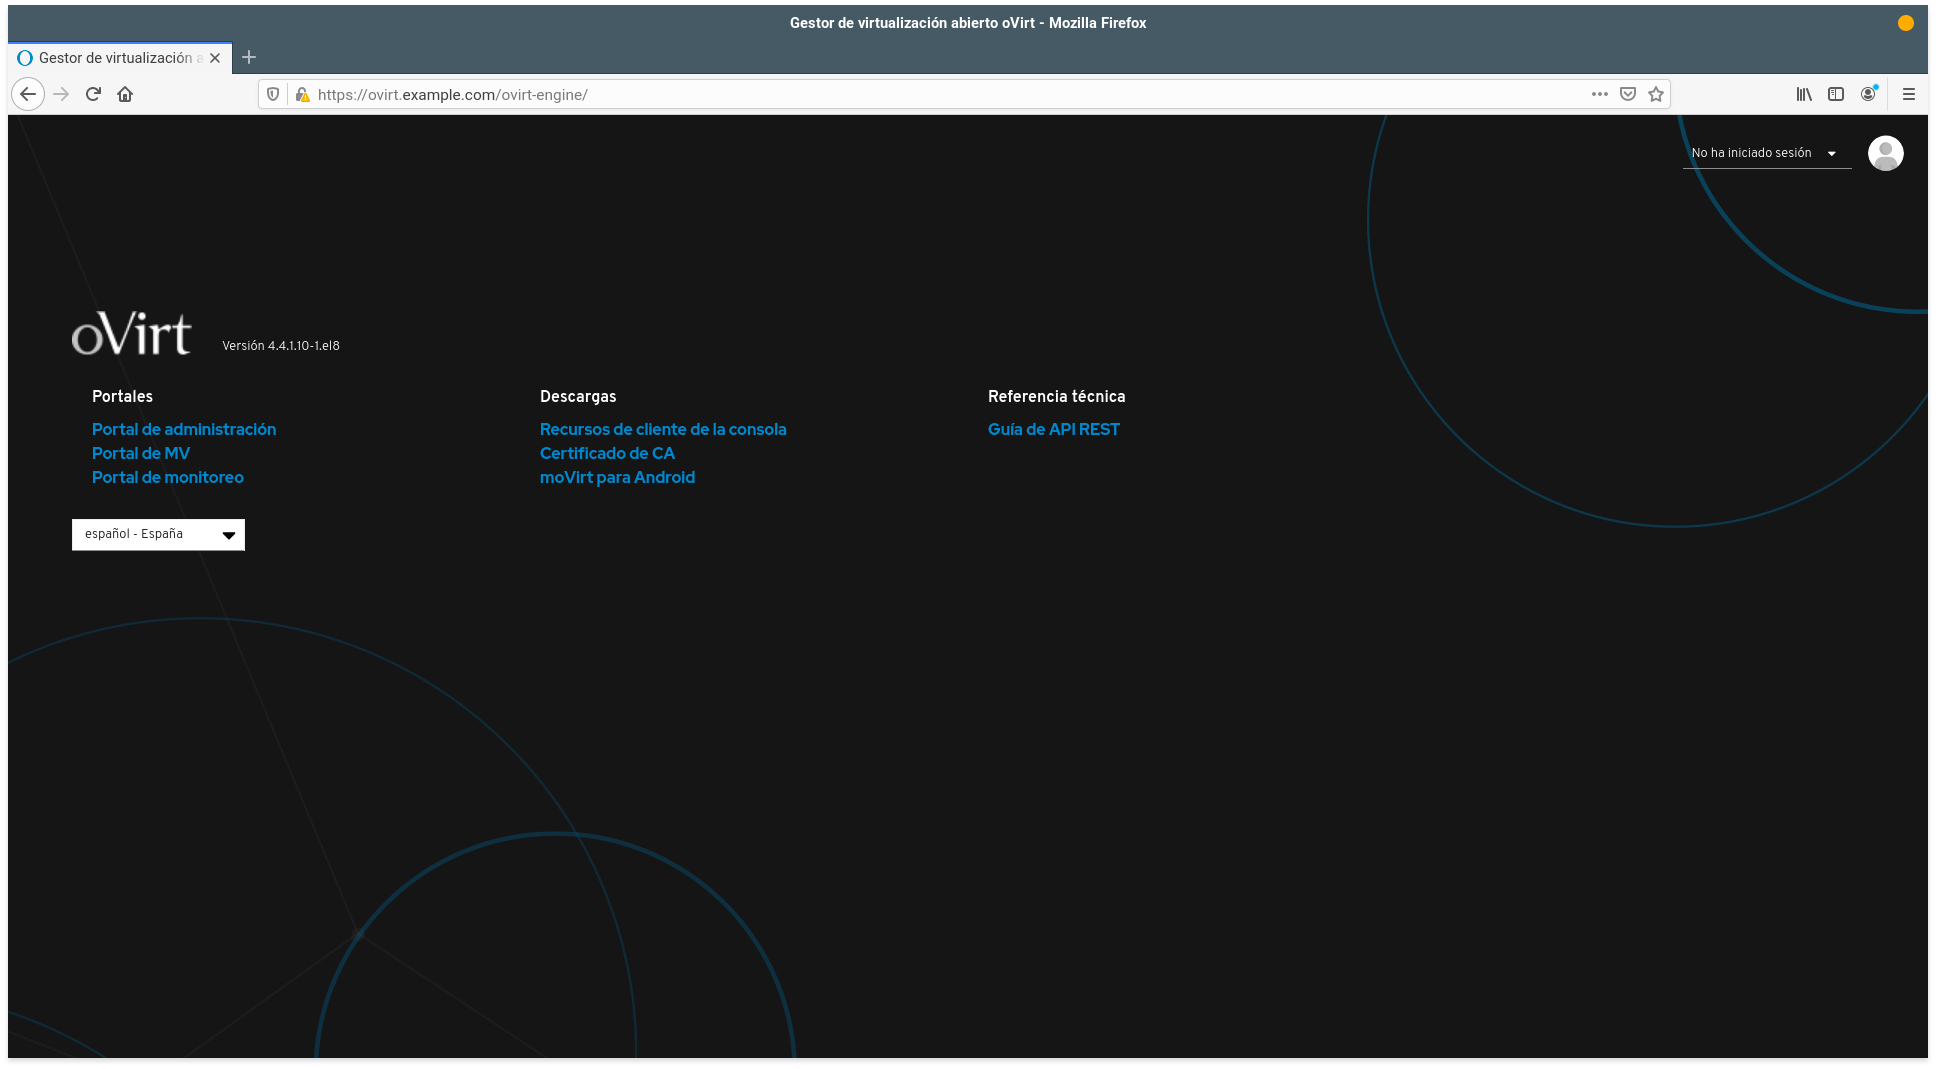 Gestor de virtualización abierto oVirt - Mozilla Firefox
Gestor de virtualización a
https://ovirt.example.com/ovirt-engine/
No ha iniciado sesión
oVirt Versión 4.4.1.10-1.el8
Portales
Portal de administración
Portal de MV
Portal de monitoreo
Descargas
Recursos de cliente de la consola
Certificado de CA
moVirt para Android
Referencia técnica
Guía de API REST
español - España